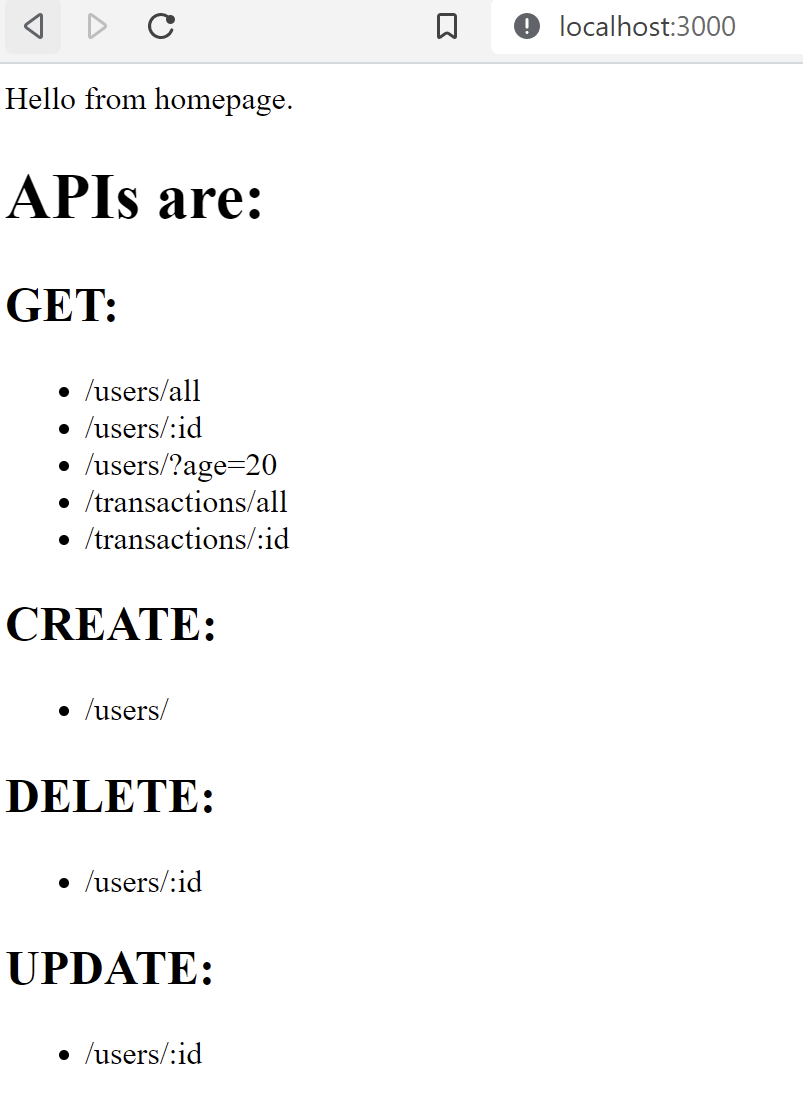 localhost:3000
Hello from homepage.
APIs are:
GET:
/users/all
/users/:id
/users/?age=20
/transactions/all
/transactions/:id
CREATE:
/users/
DELETE:
/users/:id
UPDATE:
/users/:id